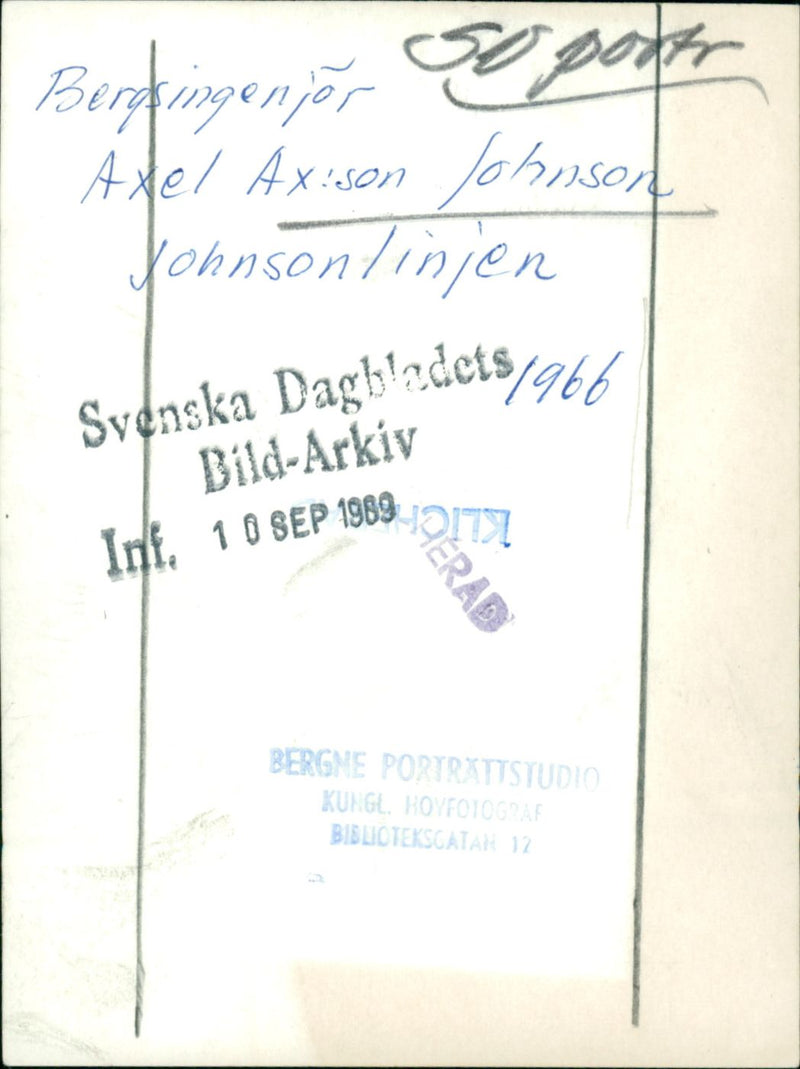 SD portr
Bergsingenjör
Axel Ax:son Johnson
Johnsonlinjen
1966
Svenska Dagbladets
Bild-Arkiv
Inf. 10 SEP 1969
BERGNE PORTRÄTTSTUDIO
KUNGL. HOVFOTOGRAF
BIBLIOTEKSGATAN 12